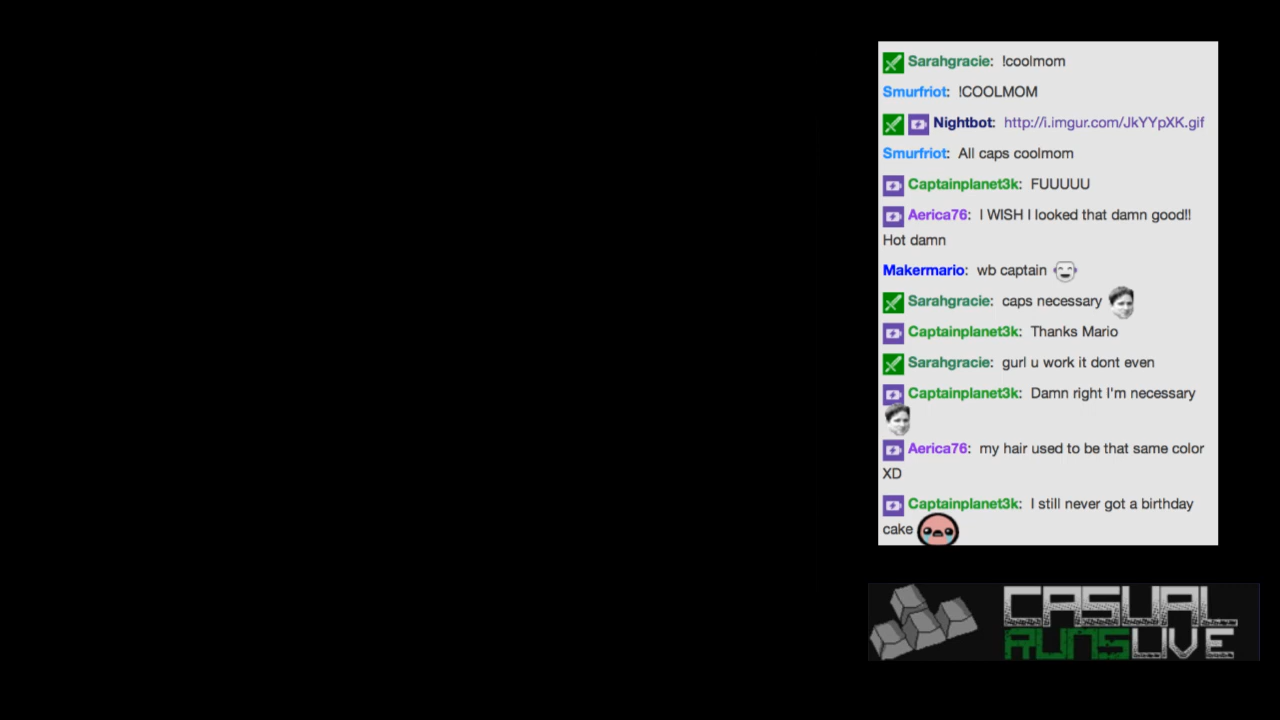 Sarahgracie: !coolmom
Smurfriot: !COOLMOM
Nightbot: http://i.imgur.com/JkYYpXK.gif
Smurfriot: All caps coolmom
Captainplanet3k: FUUUUU
Aerica76: I WISH I looked that damn good!!
Hot damn
Makermario: wb captain
Sarahgracie: caps necessary
Captainplanet3k: Thanks Mario
Sarahgracie: gurl u work it dont even
Captainplanet3k: Damn right I'm necessary
Aerica76: my hair used to be that same color
XD
Captainplanet3k: I still never got a birthday
cake
CASUAL
RUNSLIVE